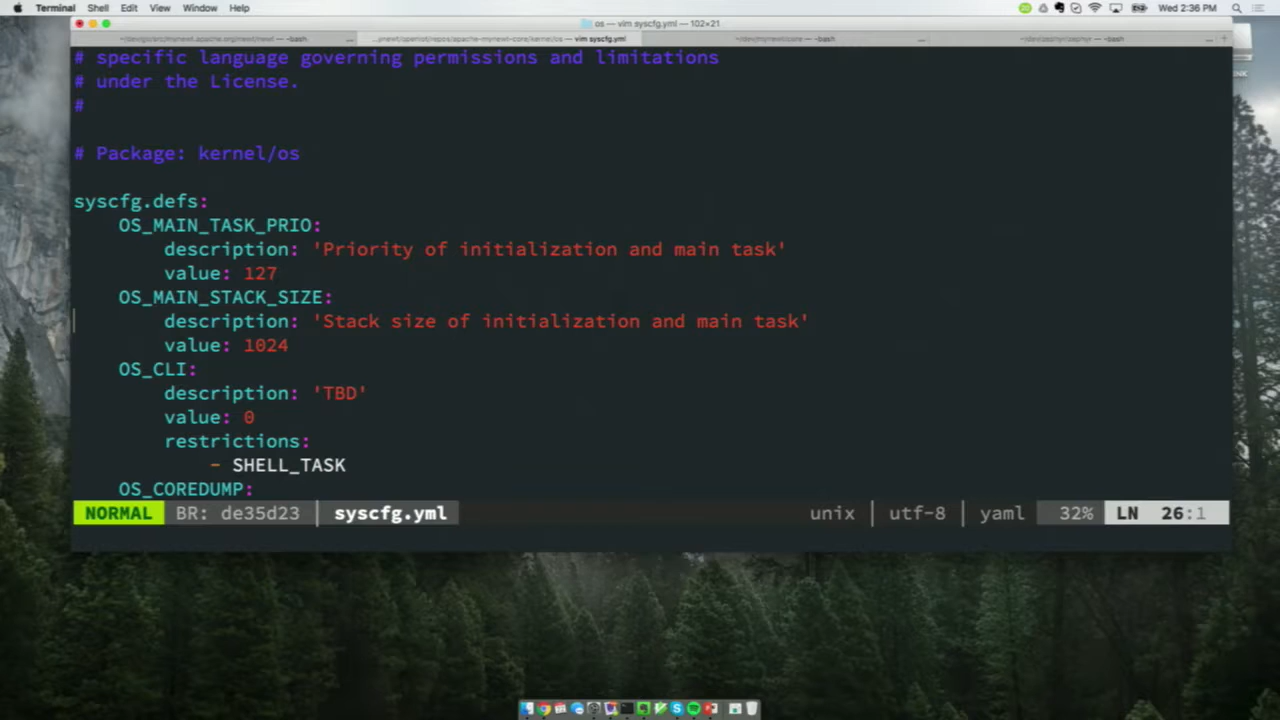 Terminal Shell Edit View Window Help
Wed 2:36 PM
os — vim syscfg.yml — 102×21
vim syscfg.yml
# specific language governing permissions and limitations
# under the License.
#
# Package: kernel/os
syscfg.defs:
OS_MAIN_TASK_PRIO:
description: 'Priority of initialization and main task'
value: 127
OS_MAIN_STACK_SIZE:
description: 'Stack size of initialization and main task'
value: 1024
OS_CLI:
description: 'TBD'
value: 0
restrictions:
- SHELL_TASK
OS_COREDUMP:
NORMAL BR: de35d23 | syscfg.yml unix | utf-8 | yaml 32% LN 26:1